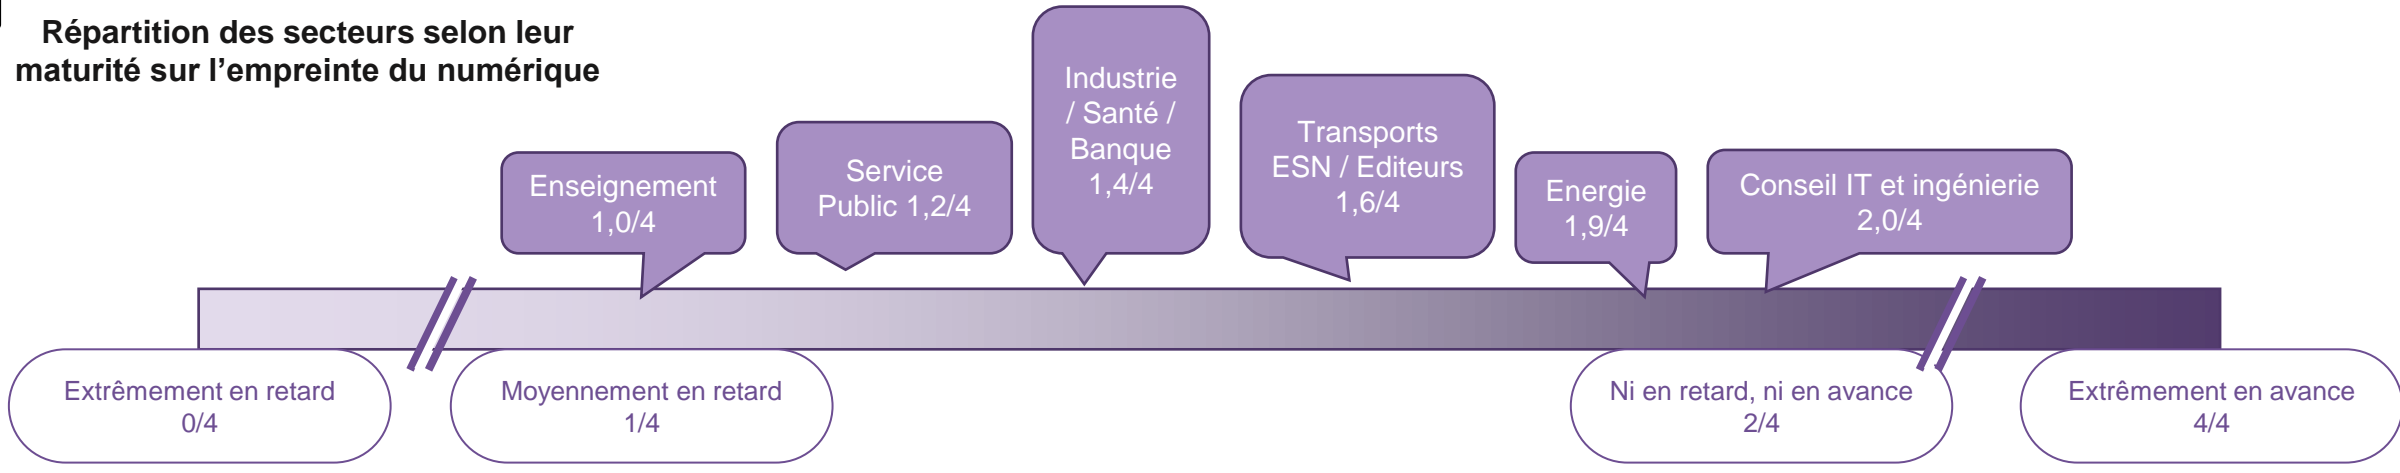 Répartition des secteurs selon leur
maturité sur l’empreinte du numérique
Enseignement
1,0/4
Service
Public 1,2/4
Industrie
/ Santé /
Banque
1,4/4
Transports
ESN / Editeurs
1,6/4
Energie
1,9/4
Conseil IT et ingénierie
2,0/4
Extrêmement en retard
0/4
Moyennement en retard
1/4
Ni en retard, ni en avance
2/4
Extrêmement en avance
4/4